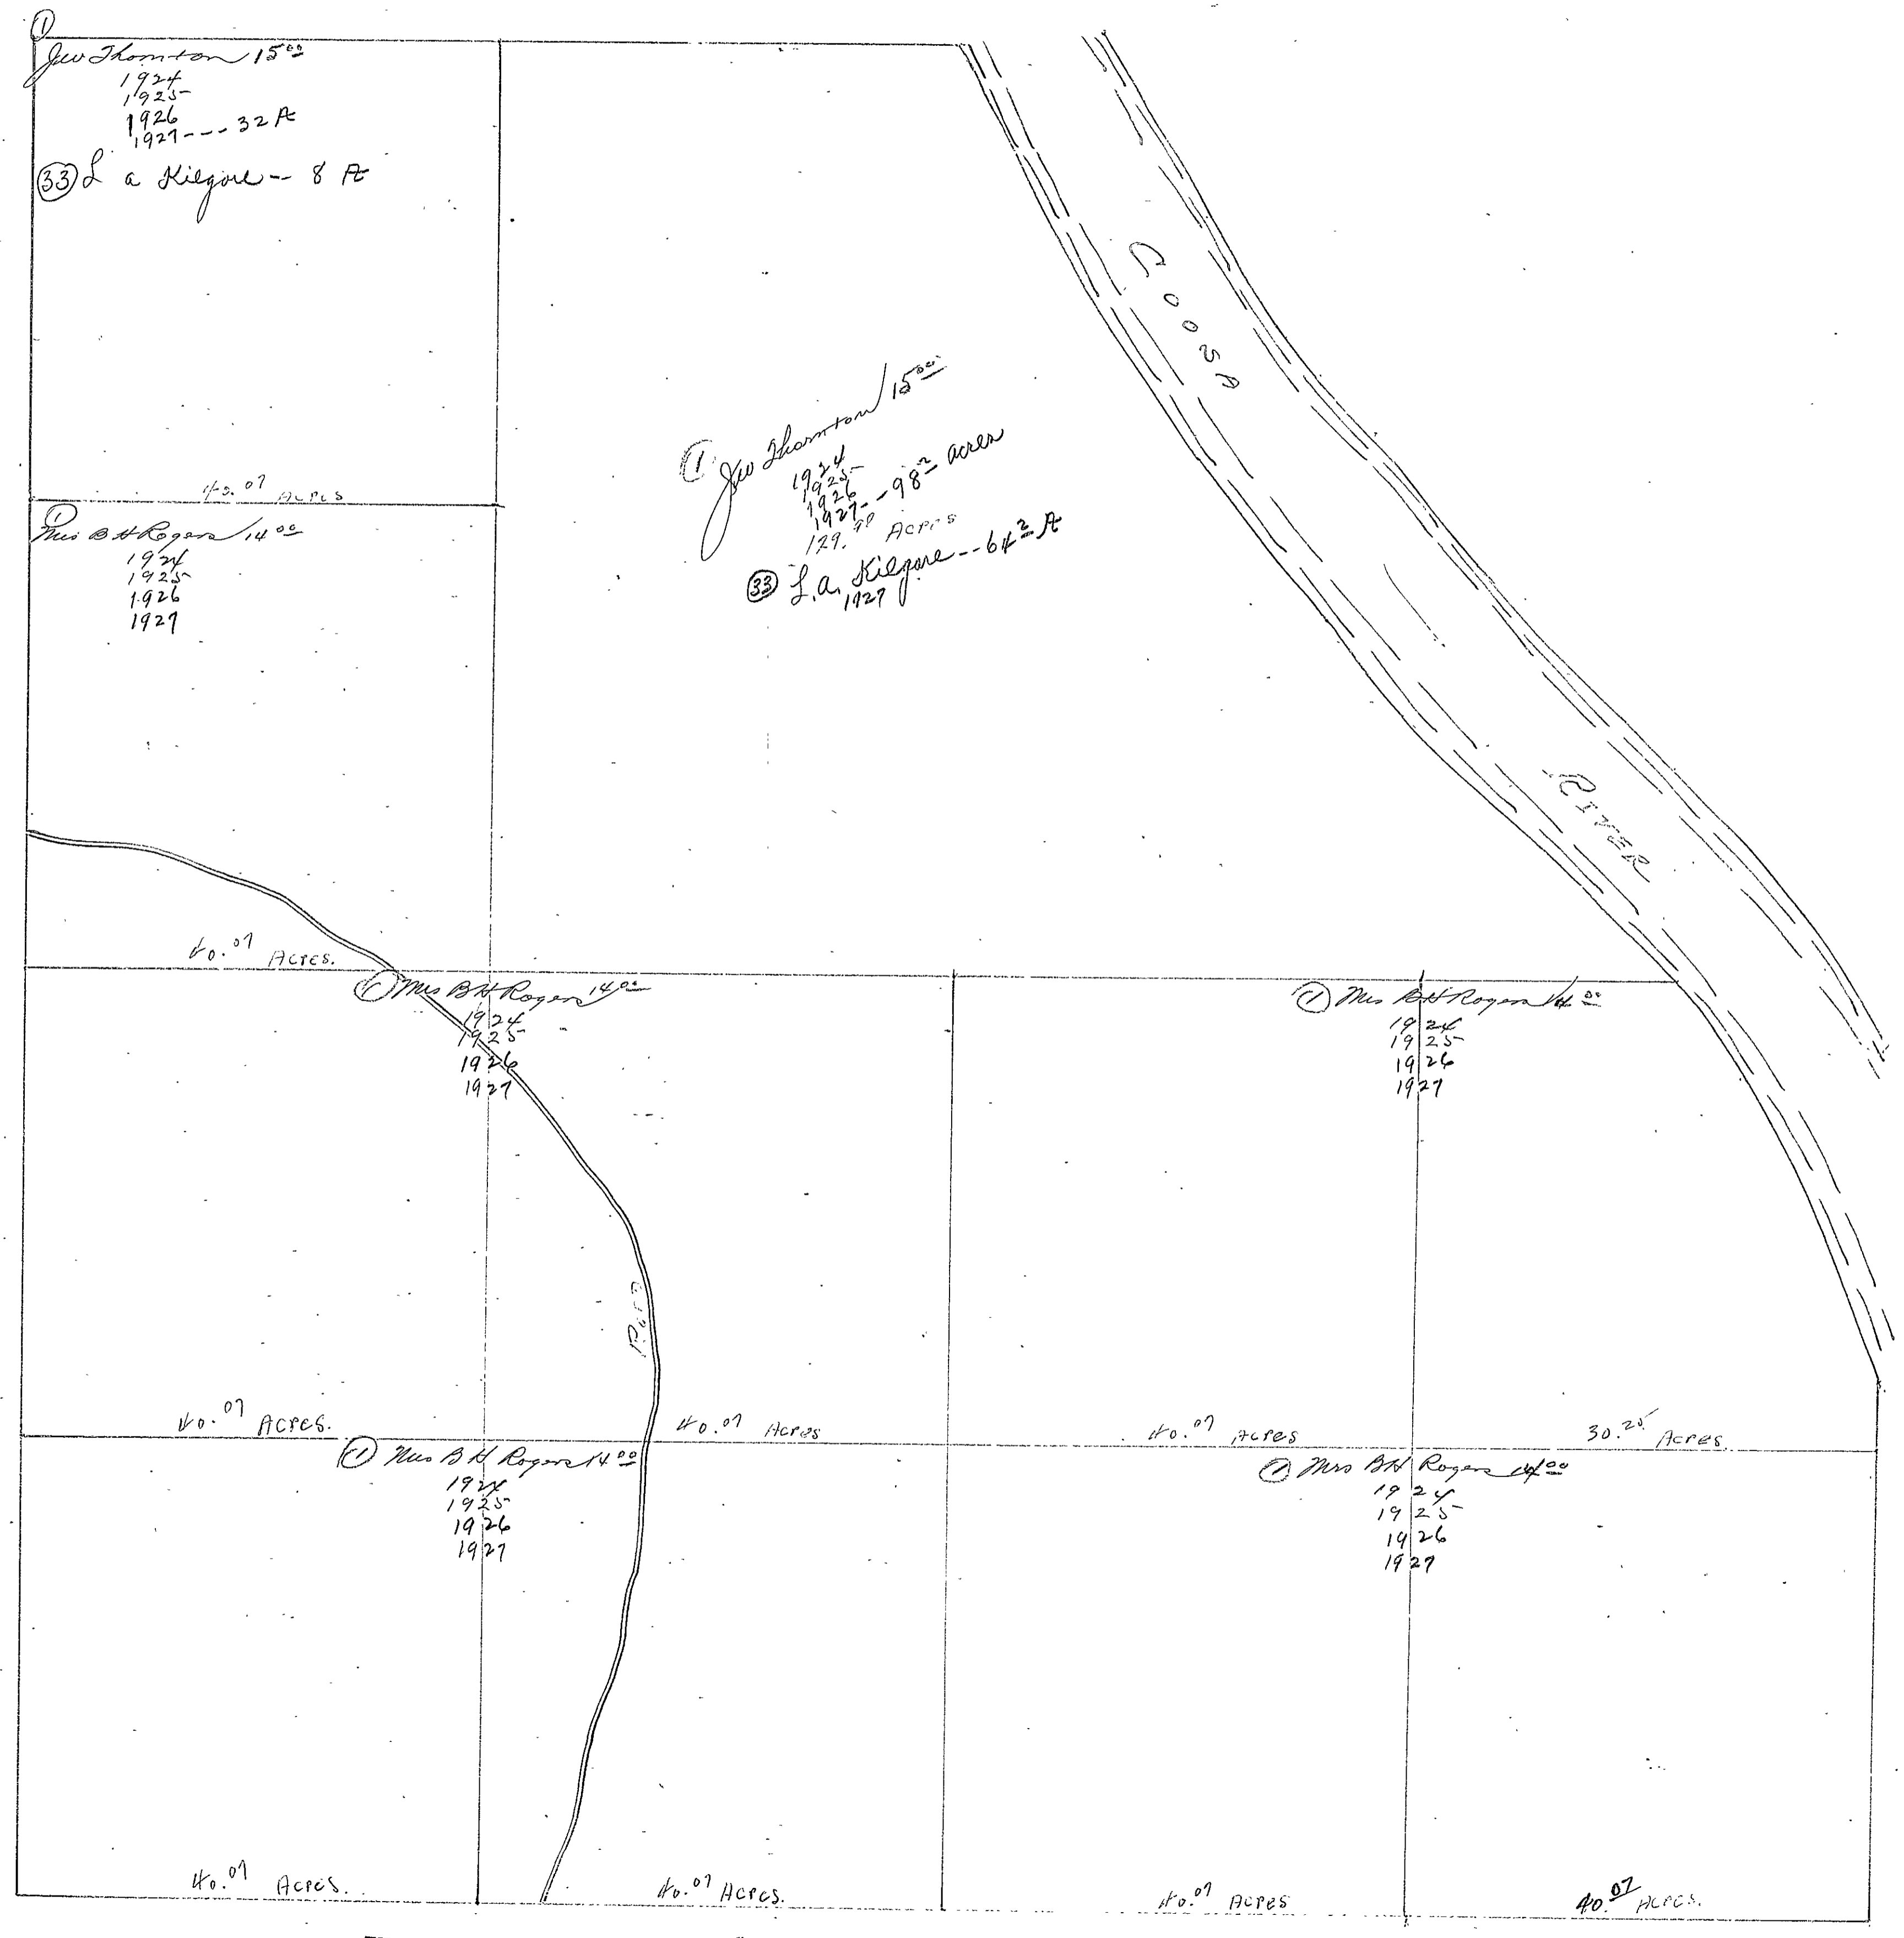 1
Geo Thornton 15 00
1924
1925
1926
1927 --- 32 A
33 L a Kilgore -- 8 A
40.07 Acres
1
Mrs B H Rogers 14 00
1924
1925
1926
1927
40.07 Acres.
COOSA
RIVER
1 Geo Thornton 15 00
1924
1925
1926
1927 -- 98 2 acres
Acres
33 L.a. Kilgore -- 64 2 A
1927
1 Mrs B H Rogers 14 00
1924
1925
1926
1927
1 Mrs B H Rogers 14 00
1924
1925
1926
1927
Road
40.07 Acres.
40.07 Acres
40.07 Acres
30.25 Acres
1 Mrs B H Rogers 14 00
1924
1925
1926
1927
1 Mrs B H Rogers 14 00
1924
1925
1926
1927
40.07 Acres.
40.07 Acres.
40.07 Acres
40.07 Acres.